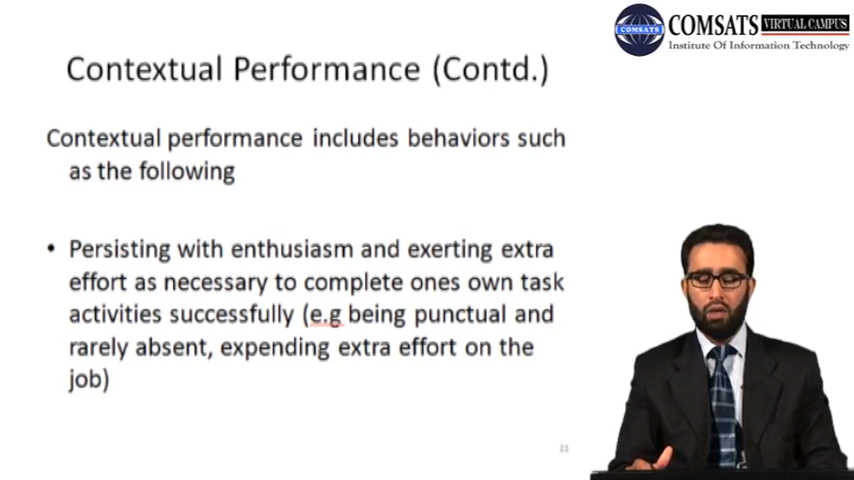 COMSATS VIRTUAL CAMPUS
Institute Of Information Technology
COMSATS
Contextual Performance (Contd.)
Contextual performance includes behaviors such
as the following
• Persisting with enthusiasm and exerting extra
effort as necessary to complete ones own task
activities successfully (e.g being punctual and
rarely absent, expending extra effort on the
job)
21